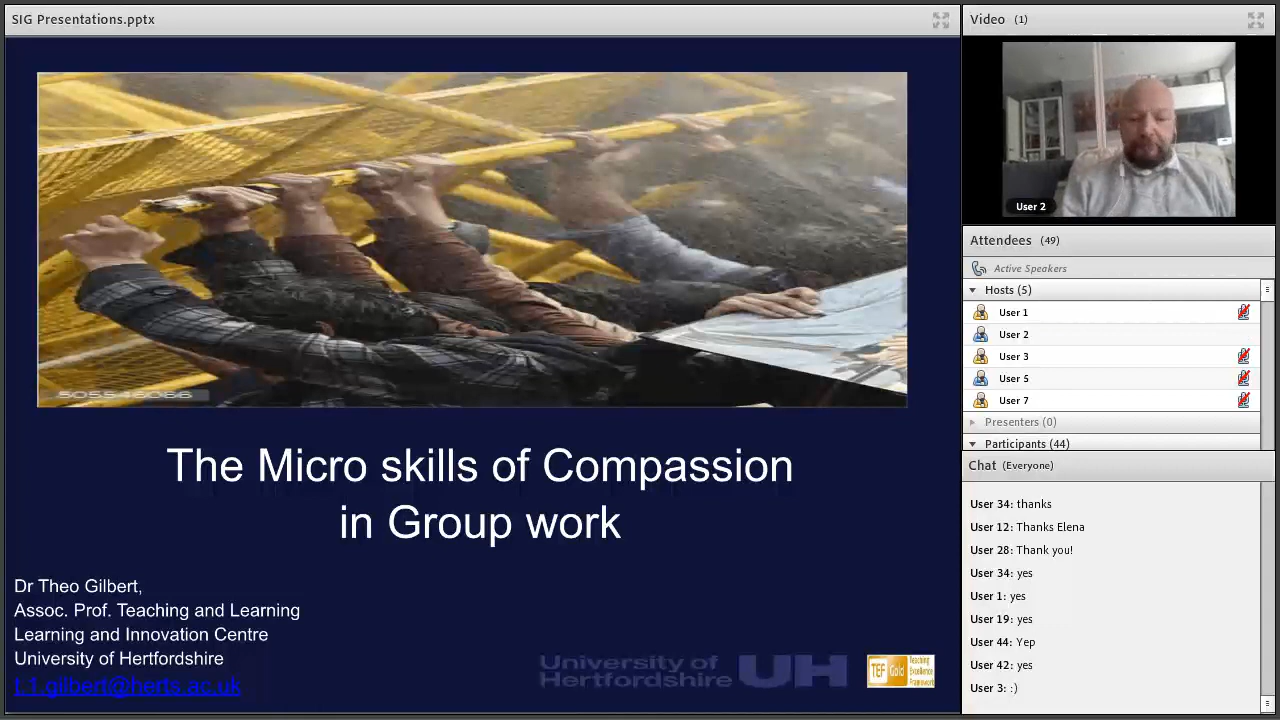 SIG Presentations.pptx
The Micro skills of Compassion
in Group work
Dr Theo Gilbert,
Assoc. Prof. Teaching and Learning
Learning and Innovation Centre
University of Hertfordshire
t.1.gilbert@herts.ac.uk
University of
Hertfordshire UH
TEF Gold
Teaching
Excellence
Framework
Video (1)
User 2
Attendees (49)
Active Speakers
Hosts (5)
User 1
User 2
User 3
User 5
User 7
Presenters (0)
Participants (44)
Chat (Everyone)
User 34: thanks
User 12: Thanks Elena
User 28: Thank you!
User 34: yes
User 1: yes
User 19: yes
User 44: Yep
User 42: yes
User 3: :)